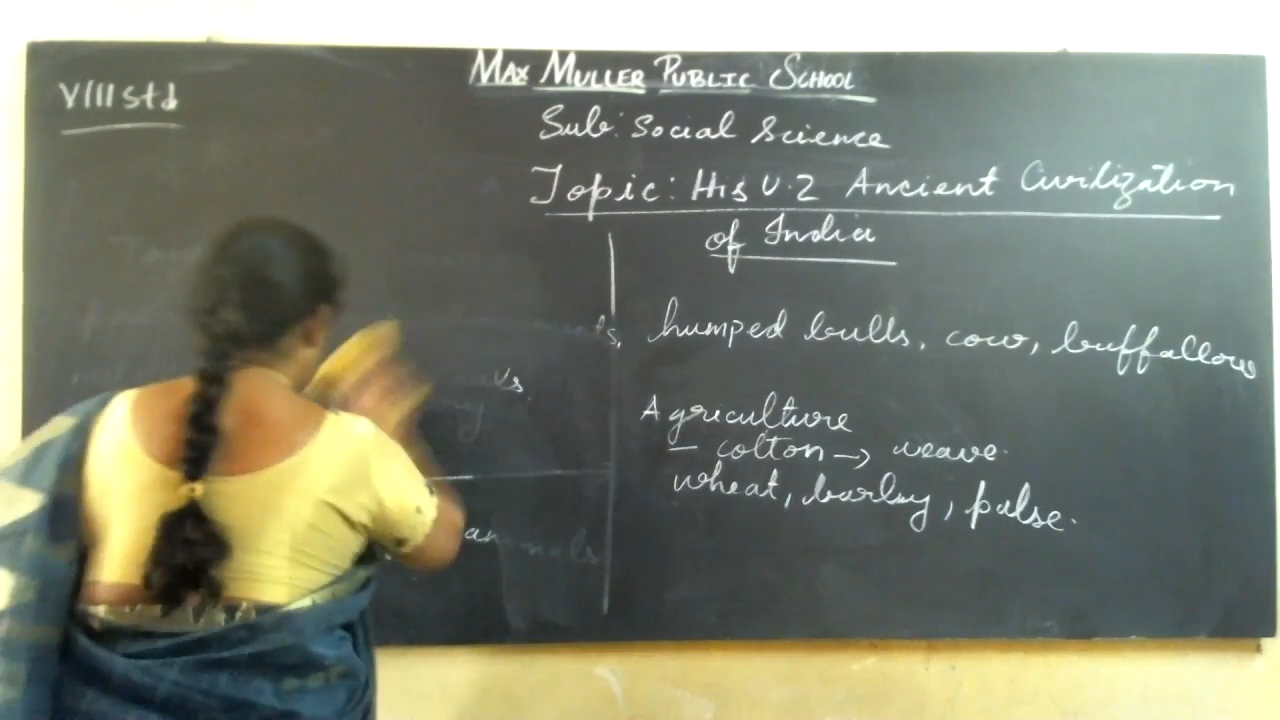 MAX MULLER PUBLIC SCHOOL
VIII std
Sub: Social Science
Topic: His U.2 Ancient Civilization
of India
humped bulls, cow, buffallows
Agriculture
- cotton → weave.
wheat, barley, pulse.
animals